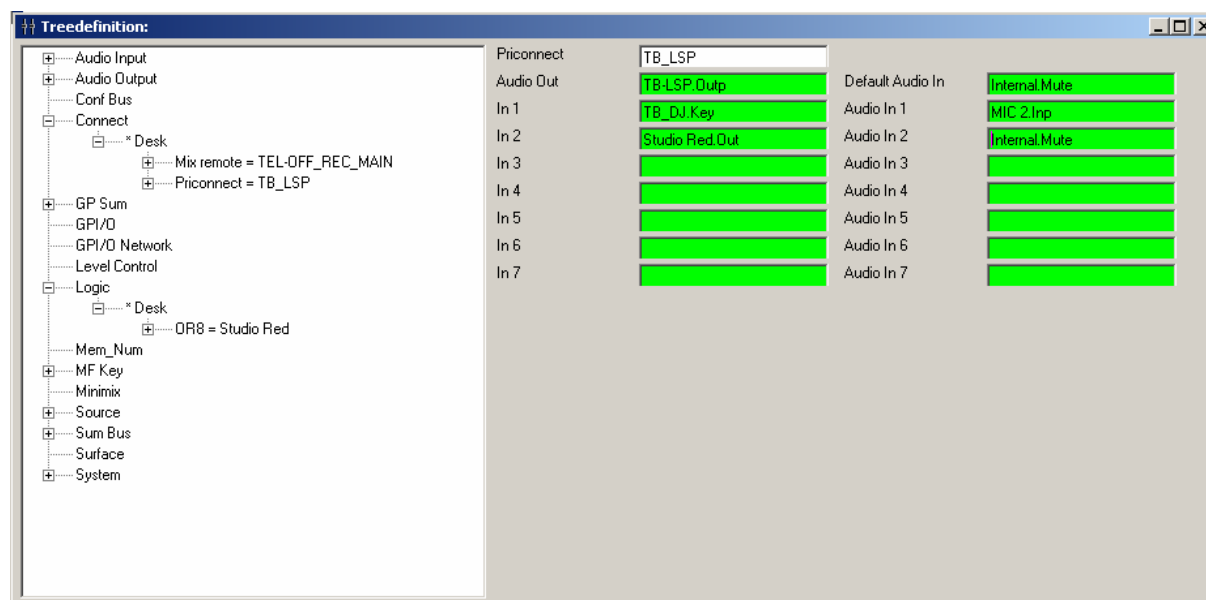 Treedefinition:
Audio Input
Audio Output
Conf Bus
Connect
* Desk
Mix remote = TEL-OFF_REC_MAIN
Priconnect = TB_LSP
GP Sum
GPI/O
GPI/O Network
Level Control
Logic
* Desk
OR8 = Studio Red
Mem_Num
MF Key
Minimix
Source
Sum Bus
Surface
System
Priconnect TB_LSP
Audio Out TB-LSP.Outp Default Audio In Internal.Mute
In 1 TB_DJ.Key Audio In 1 MIC 2.Inp
In 2 Studio Red.Out Audio In 2 Internal.Mute
In 3 Audio In 3
In 4 Audio In 4
In 5 Audio In 5
In 6 Audio In 6
In 7 Audio In 7